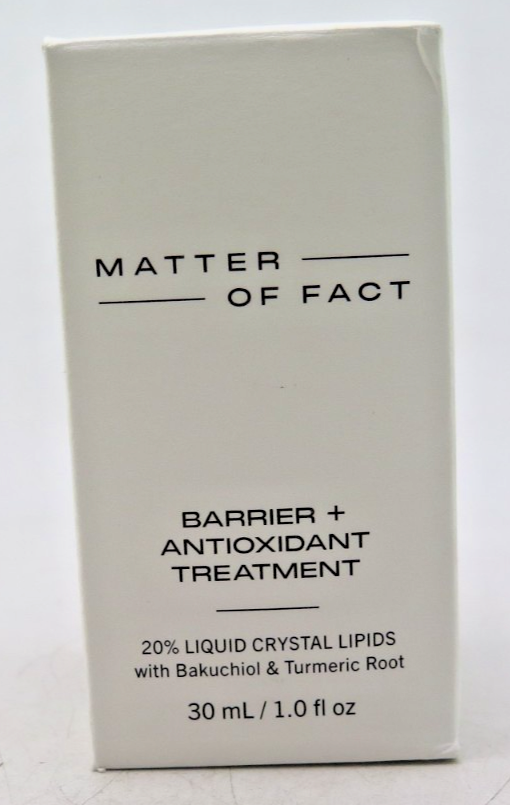 MATTER
OF FACT
BARRIER +
ANTIOXIDANT
TREATMENT
20% LIQUID CRYSTAL LIPIDS
with Bakuchiol & Turmeric Root
30 mL / 1.0 fl oz